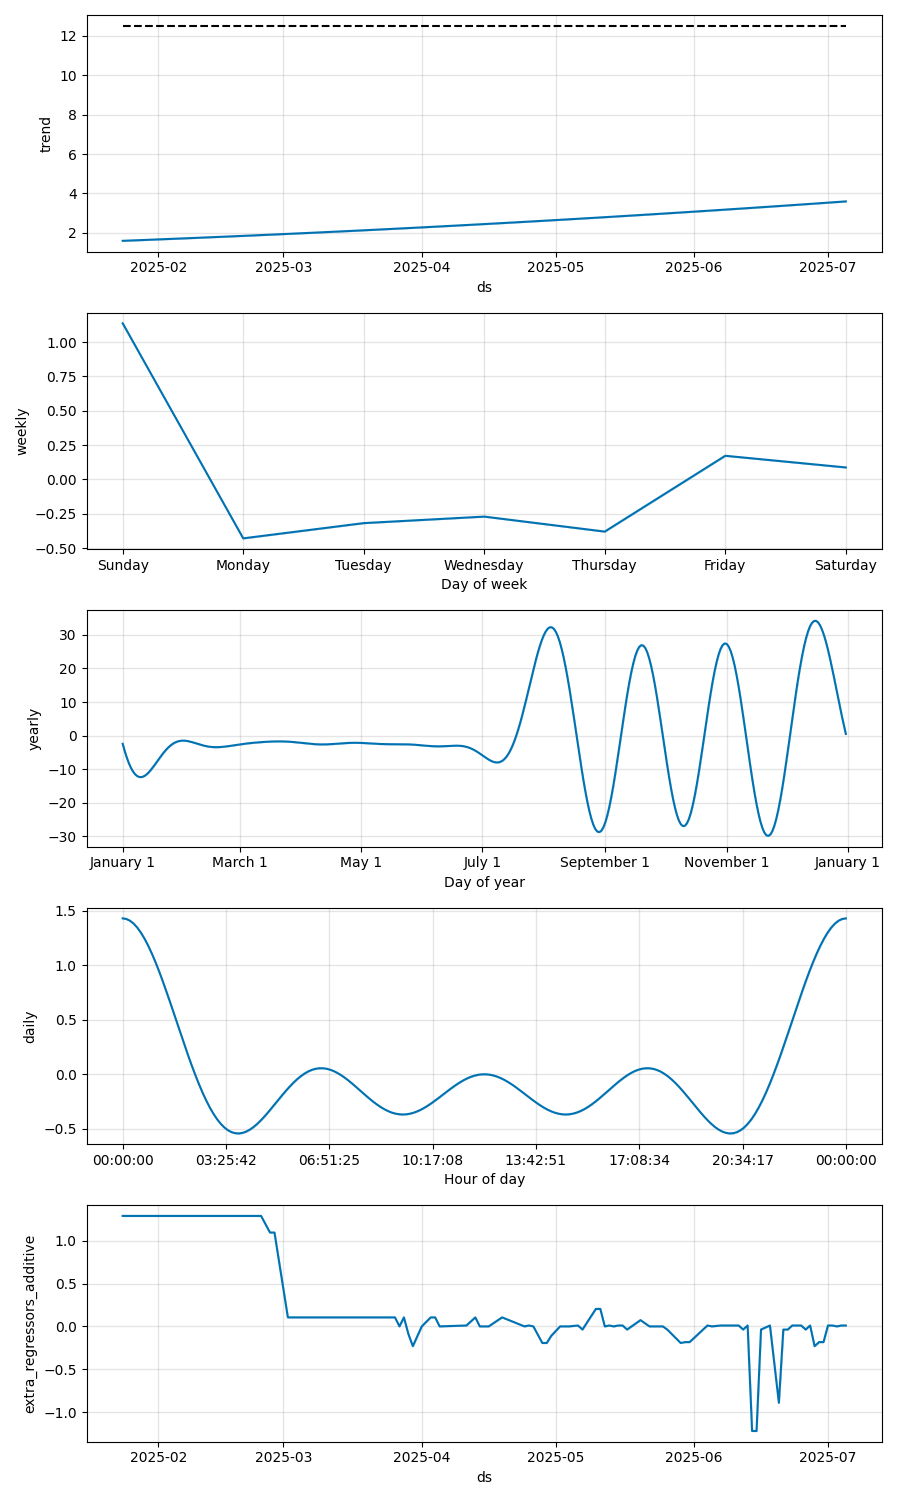 12
10
8
6
4
2
trend
2025-02 2025-03 2025-04 2025-05 2025-06 2025-07
ds
1.00
0.75
0.50
0.25
0.00
−0.25
−0.50
weekly
Sunday Monday Tuesday Wednesday Thursday Friday Saturday
Day of week
30
20
10
0
−10
−20
−30
yearly
January 1 March 1 May 1 July 1 September 1 November 1 January 1
Day of year
1.5
1.0
0.5
0.0
−0.5
daily
00:00:00 03:25:42 06:51:25 10:17:08 13:42:51 17:08:34 20:34:17 00:00:00
Hour of day
1.0
0.5
0.0
−0.5
−1.0
extra_regressors_additive
2025-02 2025-03 2025-04 2025-05 2025-06 2025-07
ds